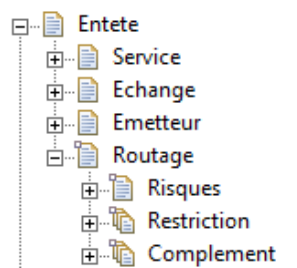 Entete
Service
Echange
Emetteur
Routage
Risques
Restriction
Complement